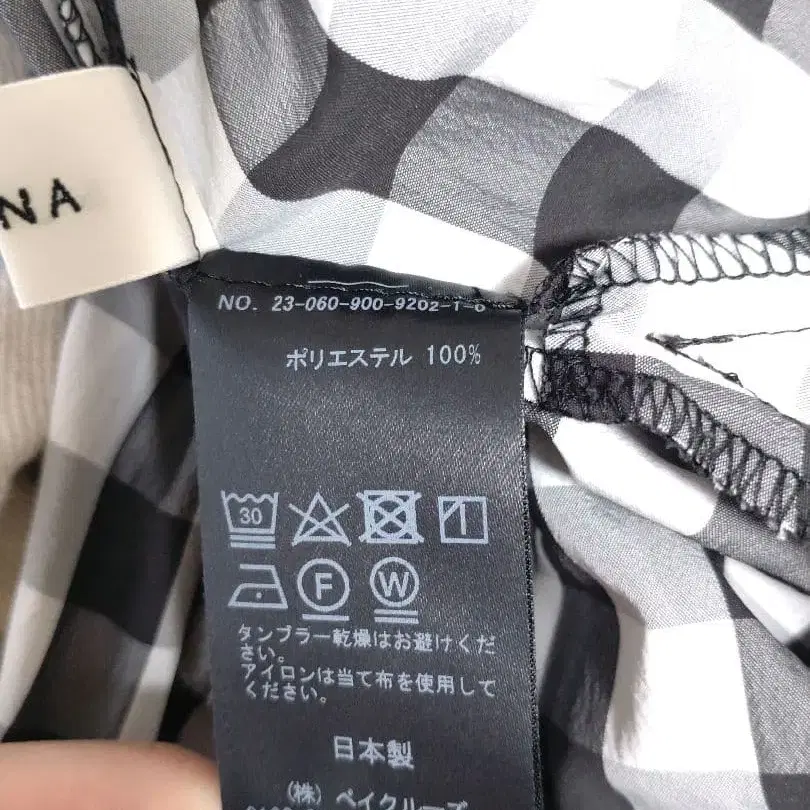 NA
NO. 23-060-900-9202-1-6
ポリエステル 100%
30
F W
タンブラー乾燥はお避けくだ
さい。
アイロンは当て布を使用して
ください。
日本製
(株) ベイクルーズ